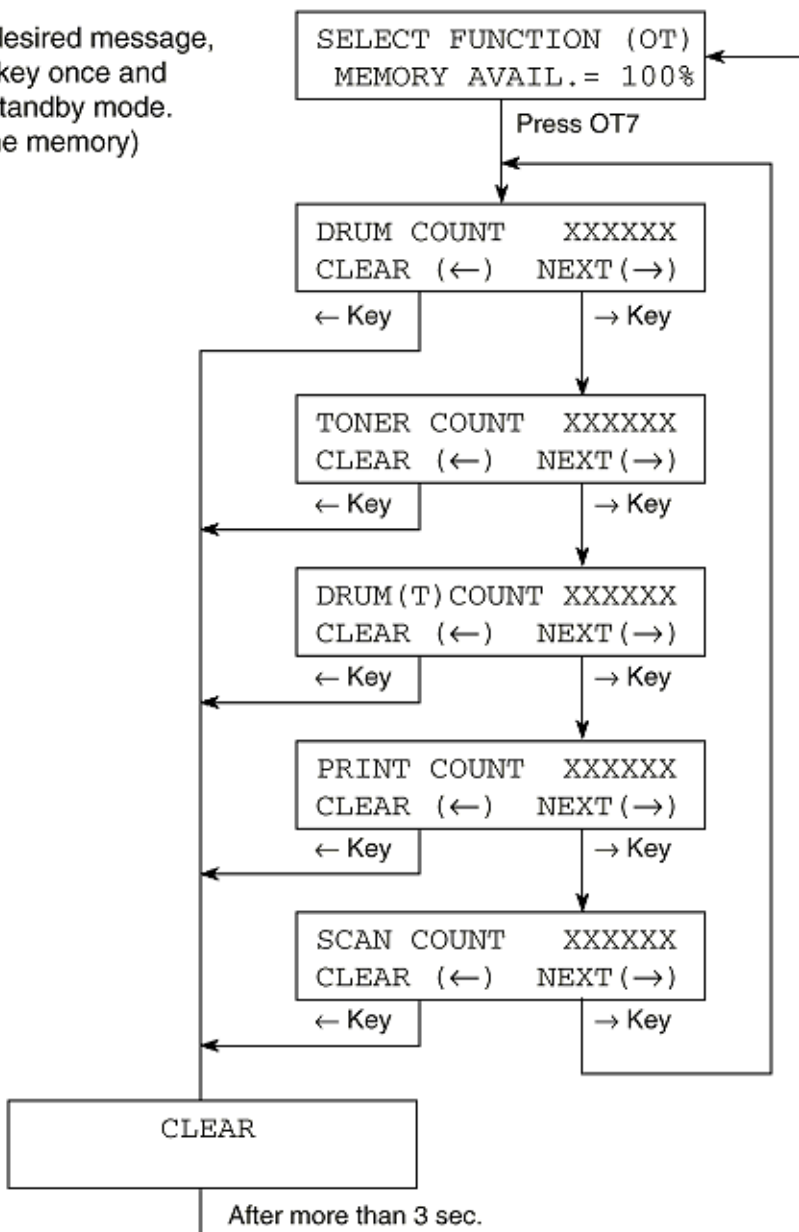 desired message,
key once and
tandby mode.
e memory)
SELECT FUNCTION (OT)
MEMORY AVAIL.= 100%
Press OT7
DRUM COUNT XXXXXX
CLEAR (←) NEXT(→)
← Key → Key
TONER COUNT XXXXXX
CLEAR (←) NEXT(→)
← Key → Key
DRUM(T)COUNT XXXXXX
CLEAR (←) NEXT(→)
← Key → Key
PRINT COUNT XXXXXX
CLEAR (←) NEXT(→)
← Key → Key
SCAN COUNT XXXXXX
CLEAR (←) NEXT(→)
← Key → Key
CLEAR
After more than 3 sec.